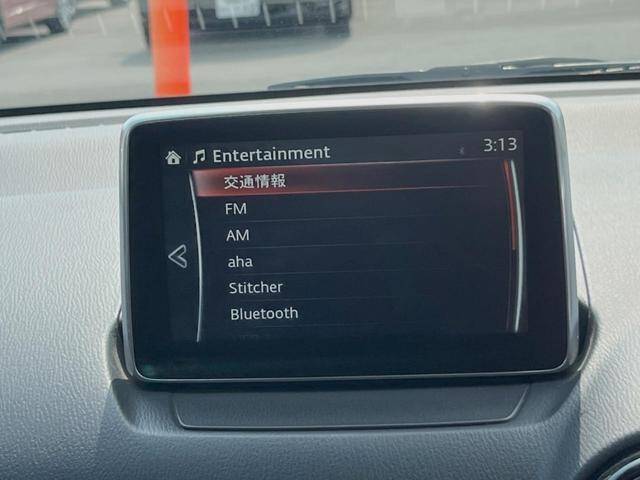 Entertainment 3:13
交通情報
FM
AM
aha
Stitcher
Bluetooth